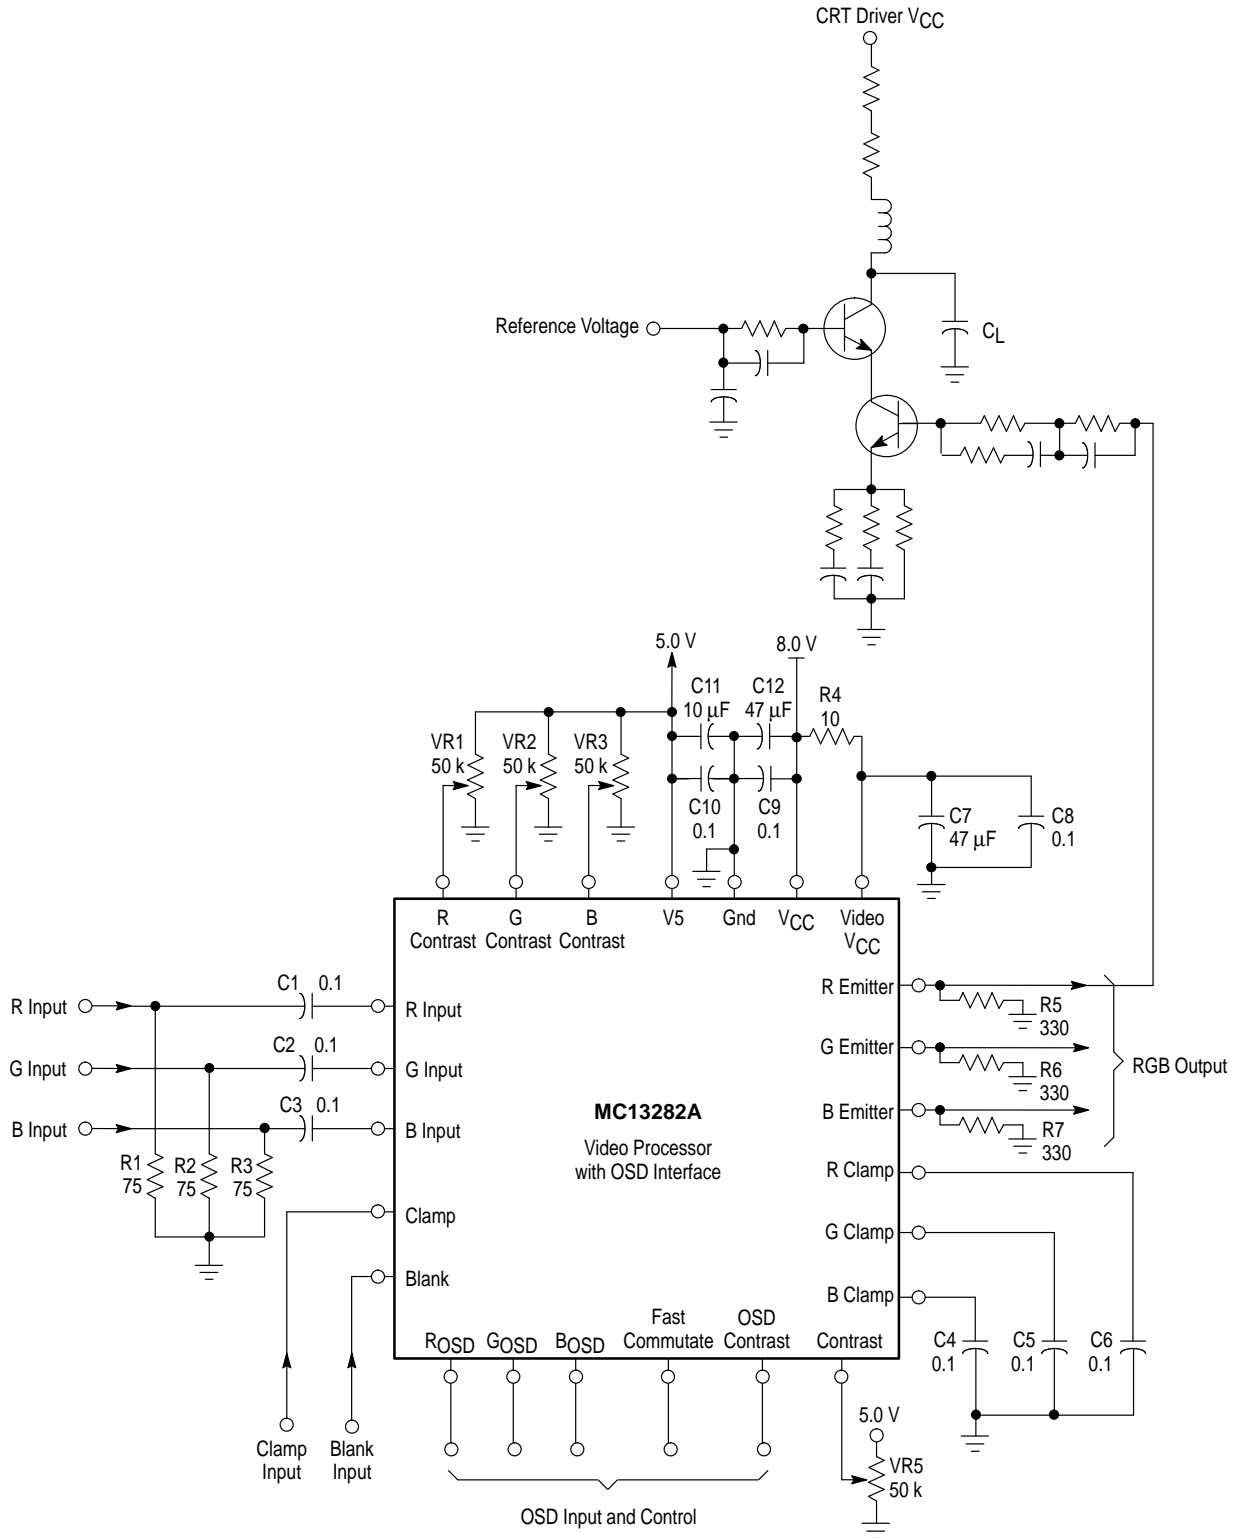 CRT Driver VCC
Reference Voltage
CL
5.0 V
8.0 V
C11
10 µF
C12
47 µF
R4
10
VR1
50 k
VR2
50 k
VR3
50 k
C10
0.1
C9
0.1
C7
47 µF
C8
0.1
R
Contrast
G
Contrast
B
Contrast
V5
Gnd
VCC
Video
VCC
R Input
C1 0.1
R Input
G Input
C2 0.1
G Input
B Input
C3 0.1
B Input
R1
75
R2
75
R3
75
Clamp
Blank
MC13282A
Video Processor
with OSD Interface
R Emitter
R5
330
G Emitter
R6
330
B Emitter
R7
330
RGB Output
R Clamp
G Clamp
B Clamp
C4
0.1
C5
0.1
C6
0.1
ROSD
GOSD
BOSD
Fast
Commutate
OSD
Contrast
Contrast
Clamp
Input
Blank
Input
5.0 V
VR5
50 k
OSD Input and Control